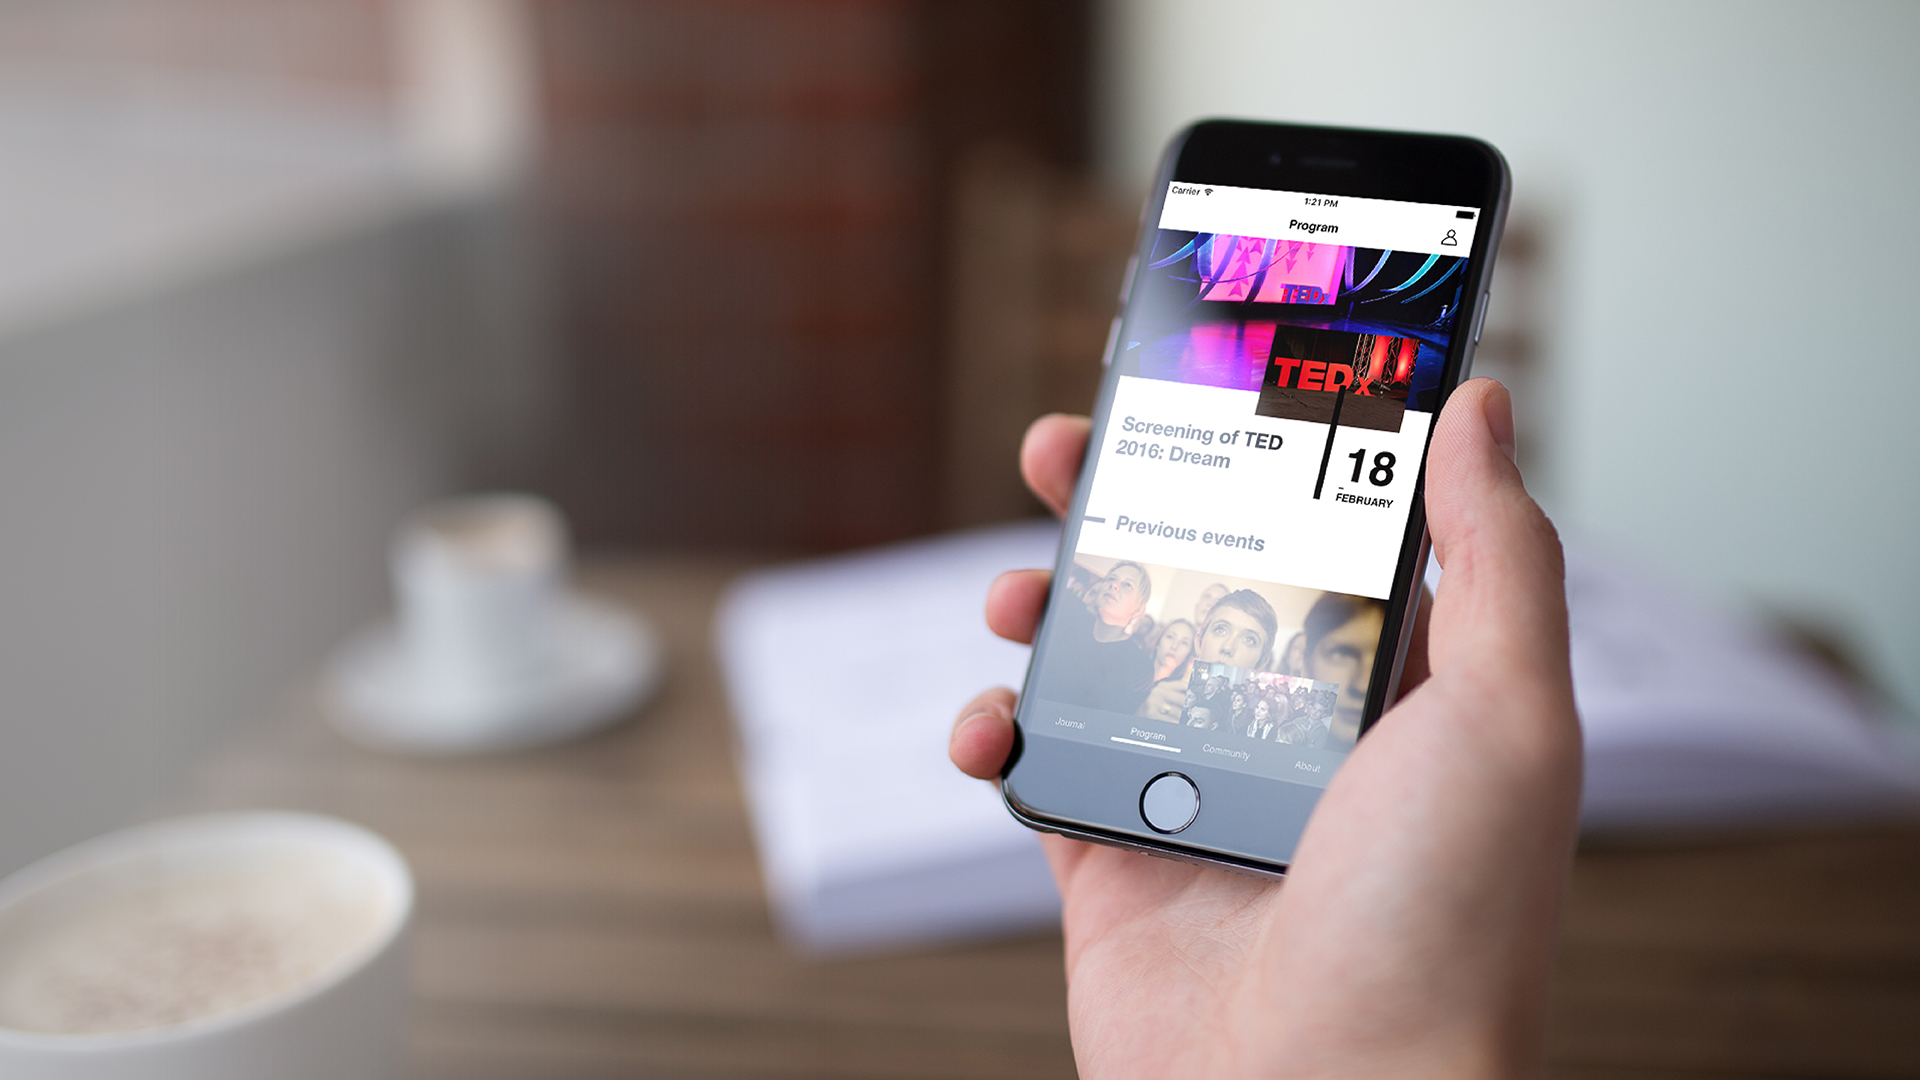 Carrier
1:21 PM
Program
TEDx
TEDx
Screening of TED
2016: Dream
18
FEBRUARY
Previous events
Journal
Program
Community
About